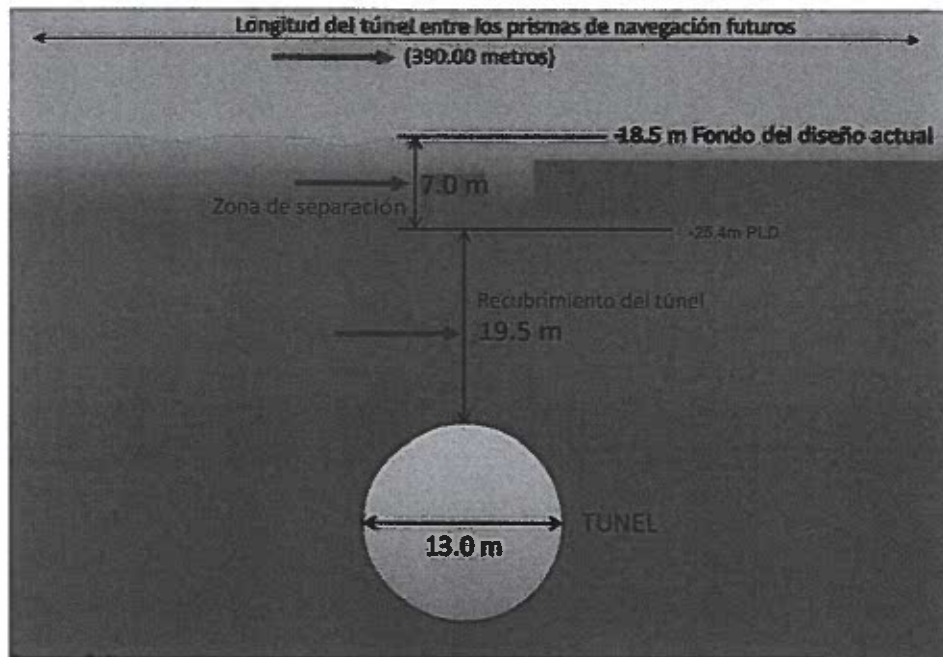 Longitud del túnel entre los prismas de navegación futuros
(390.00 metros)
-18.5 m Fondo del diseño actual
7.0 m
Zona de separación
-25.4m PLD
Recubrimiento del túnel
19.5 m
TUNEL
13.0 m